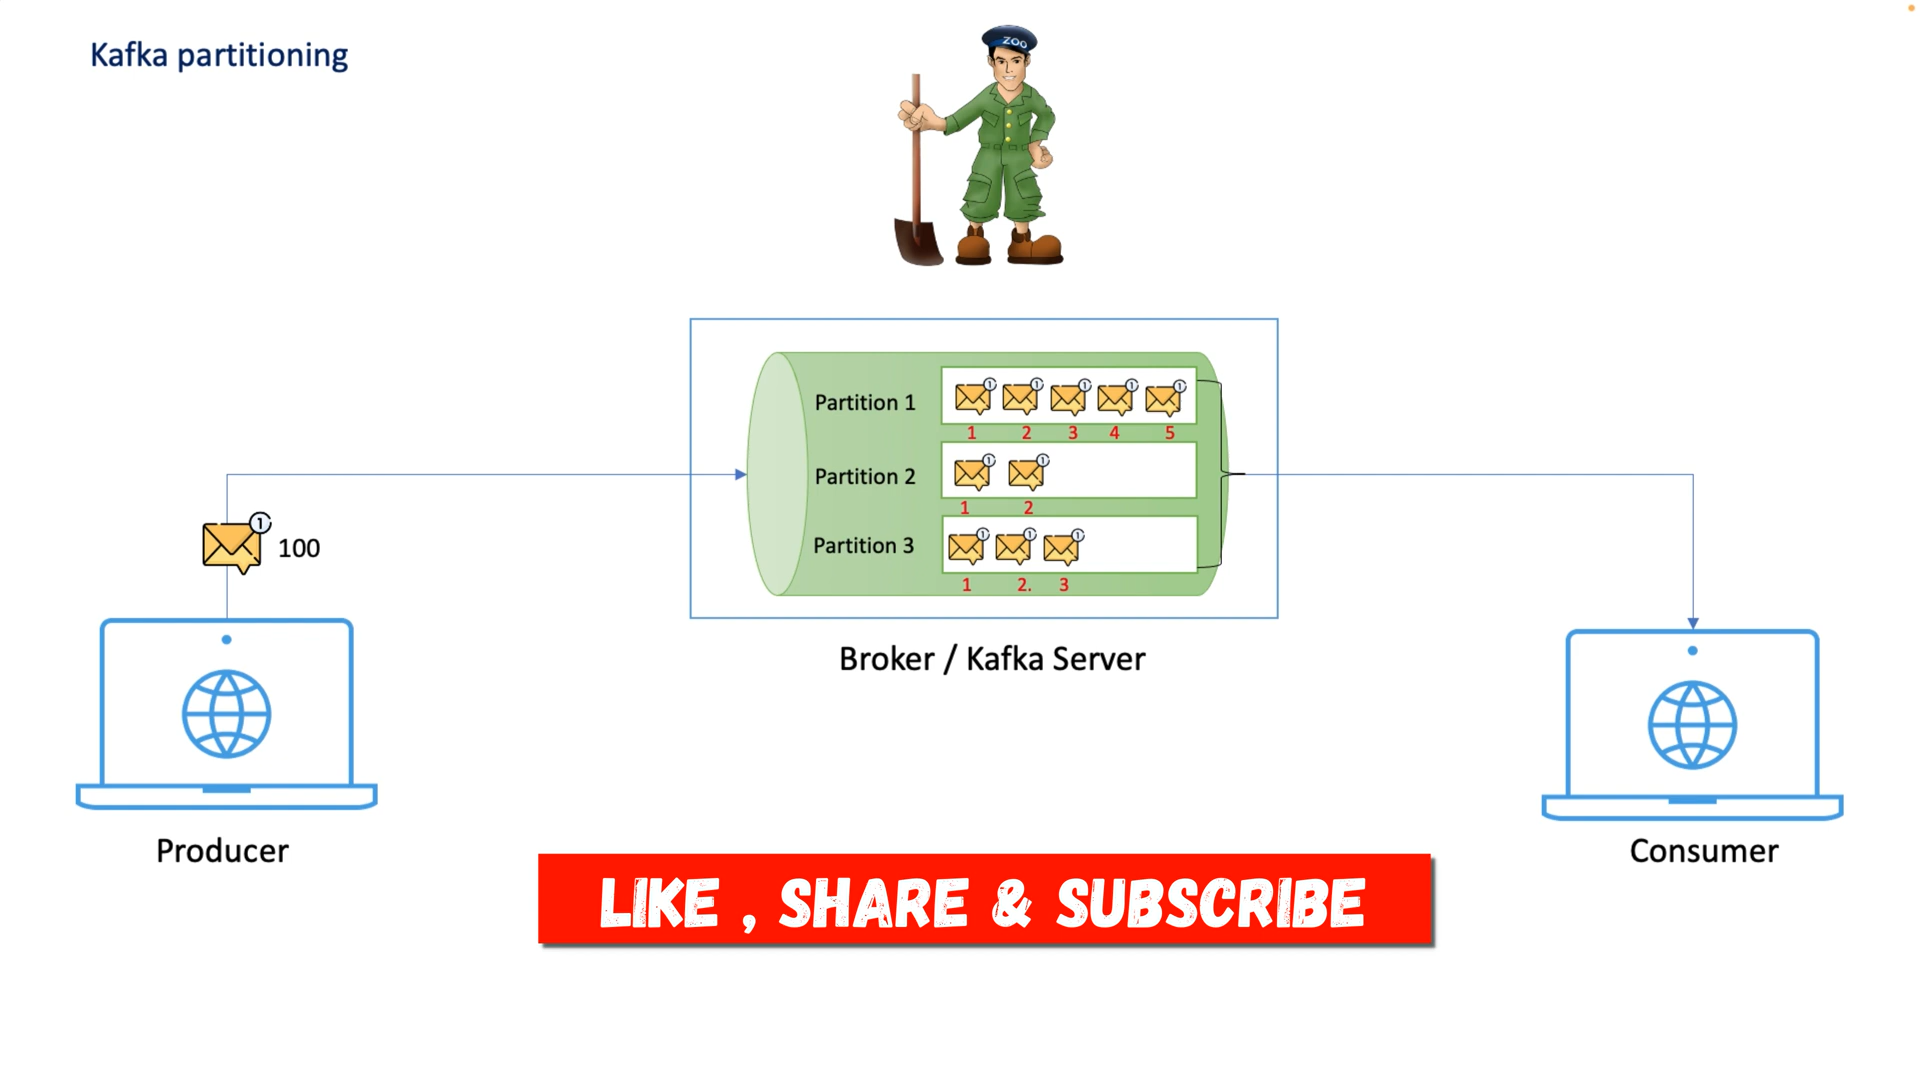 Kafka partitioning
ZOO
Partition 1
1 2 3 4 5
Partition 2
1 2
Partition 3
1 2. 3
100
Broker / Kafka Server
Producer
Consumer
LIKE , SHARE & SUBSCRIBE